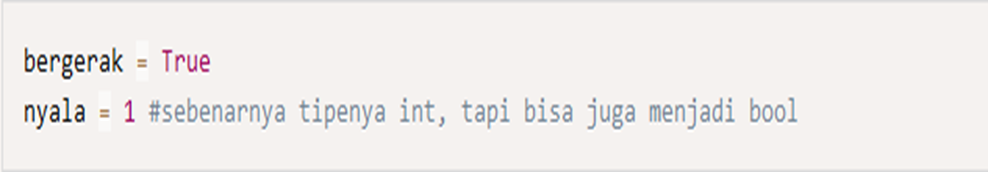 bergerak = True
nyala = 1 #sebenarnya tipenya int, tapi bisa juga menjadi bool